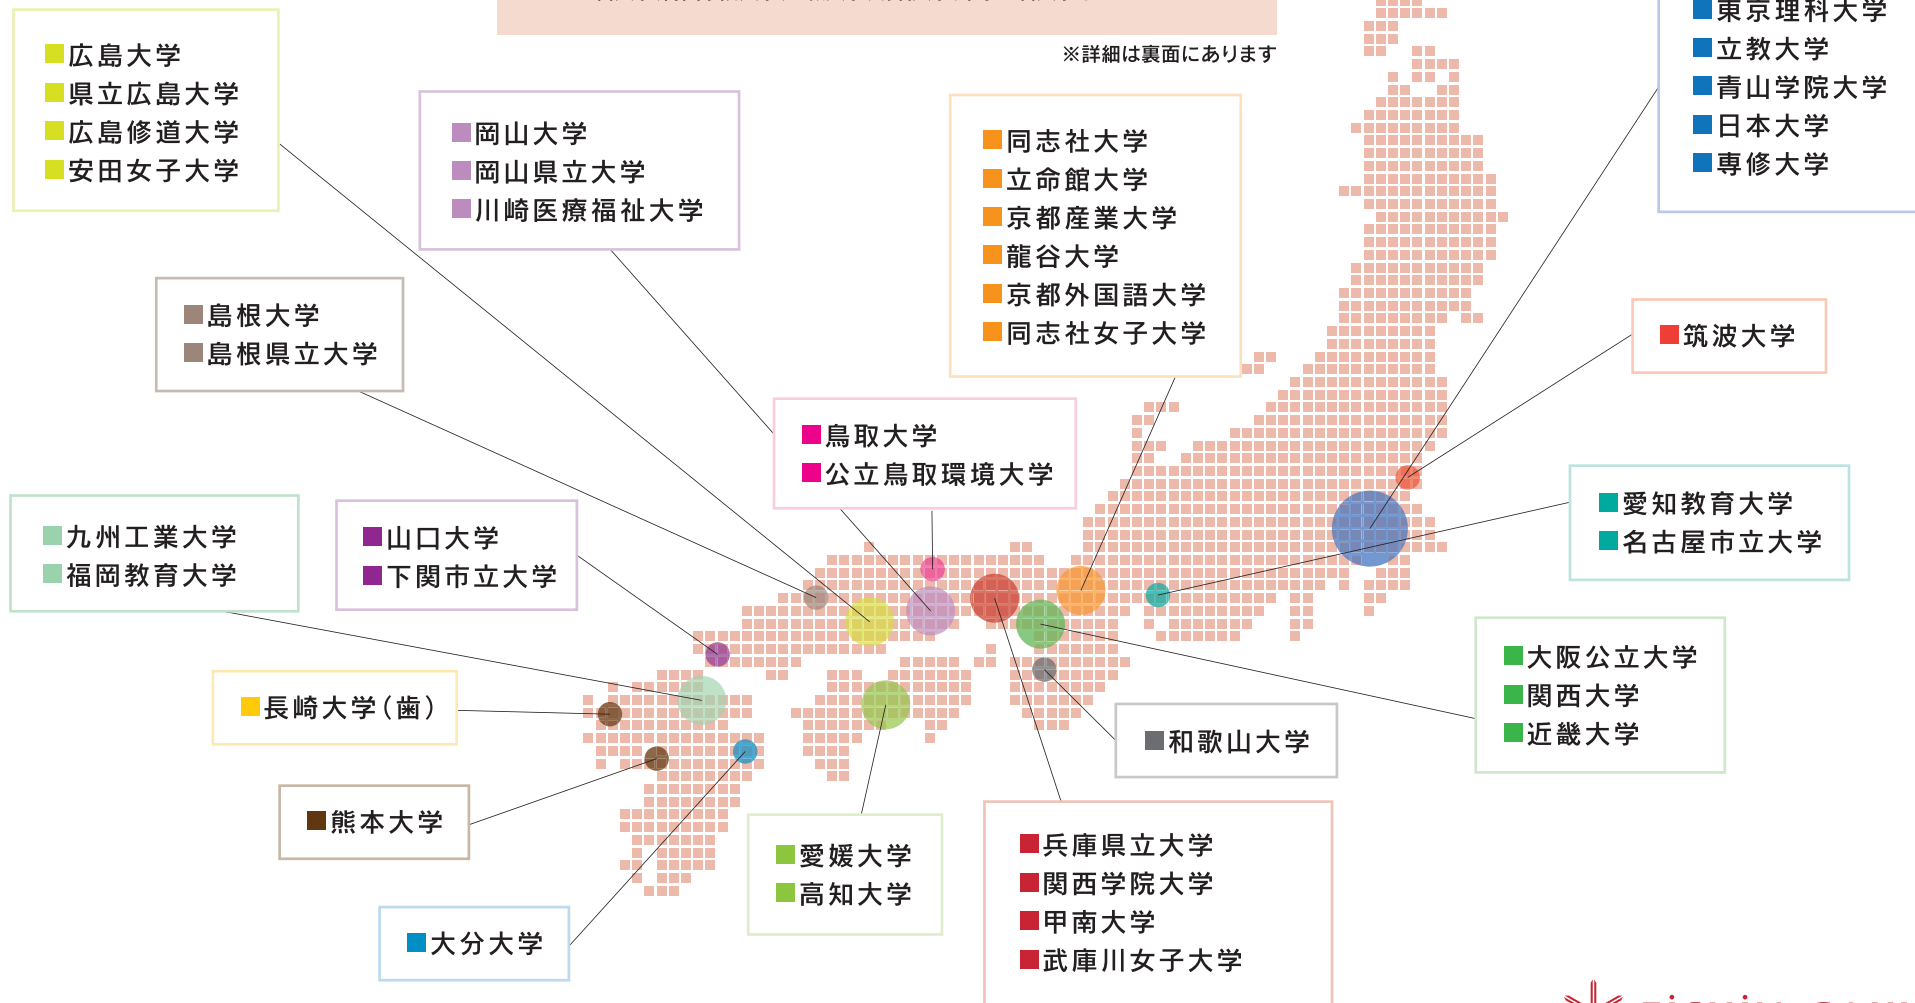 ※詳細は裏面にあります
広島大学
県立広島大学
広島修道大学
安田女子大学
岡山大学
岡山県立大学
川崎医療福祉大学
同志社大学
立命館大学
京都産業大学
龍谷大学
京都外国語大学
同志社女子大学
東京理科大学
立教大学
青山学院大学
日本大学
専修大学
島根大学
島根県立大学
筑波大学
鳥取大学
公立鳥取環境大学
愛知教育大学
名古屋市立大学
九州工業大学
福岡教育大学
山口大学
下関市立大学
大阪公立大学
関西大学
近畿大学
長崎大学（歯）
和歌山大学
熊本大学
愛媛大学
高知大学
兵庫県立大学
関西学院大学
甲南大学
武庫川女子大学
大分大学